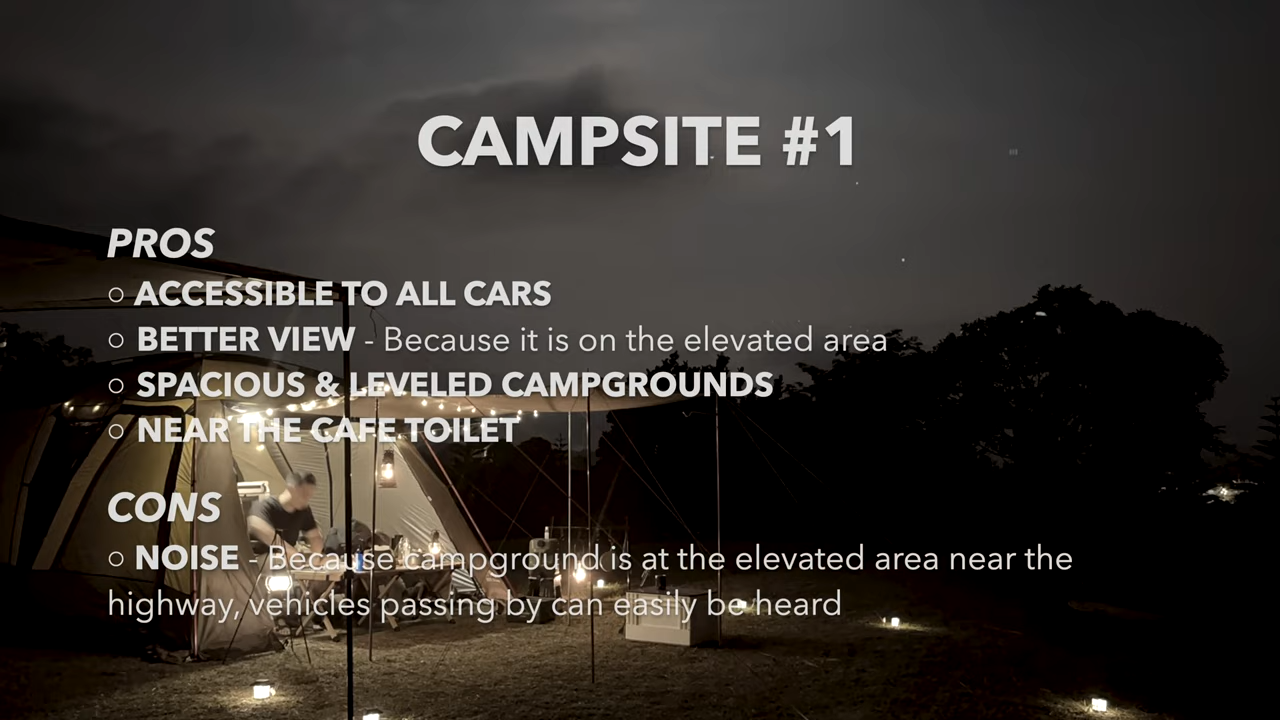 CAMPSITE #1
PROS
○ ACCESSIBLE TO ALL CARS
○ BETTER VIEW - Because it is on the elevated area
○ SPACIOUS & LEVELED CAMPGROUNDS
○ NEAR THE CAFE TOILET
CONS
○ NOISE - Because campground is at the elevated area near the
highway, vehicles passing by can easily be heard